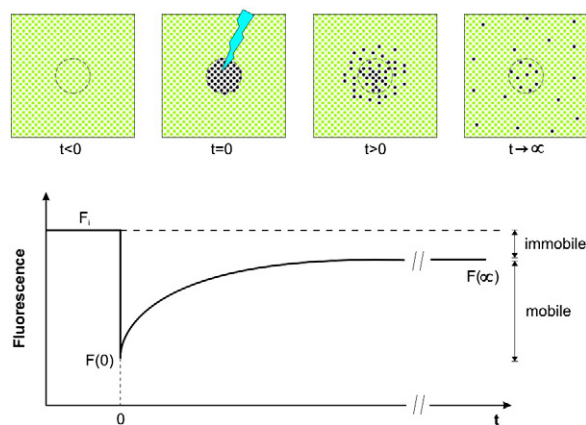 t<0
t=0
t>0
t→∝
Fluorescence
Fᵢ
immobile
F(∝)
mobile
F(0)
//
0
//
t